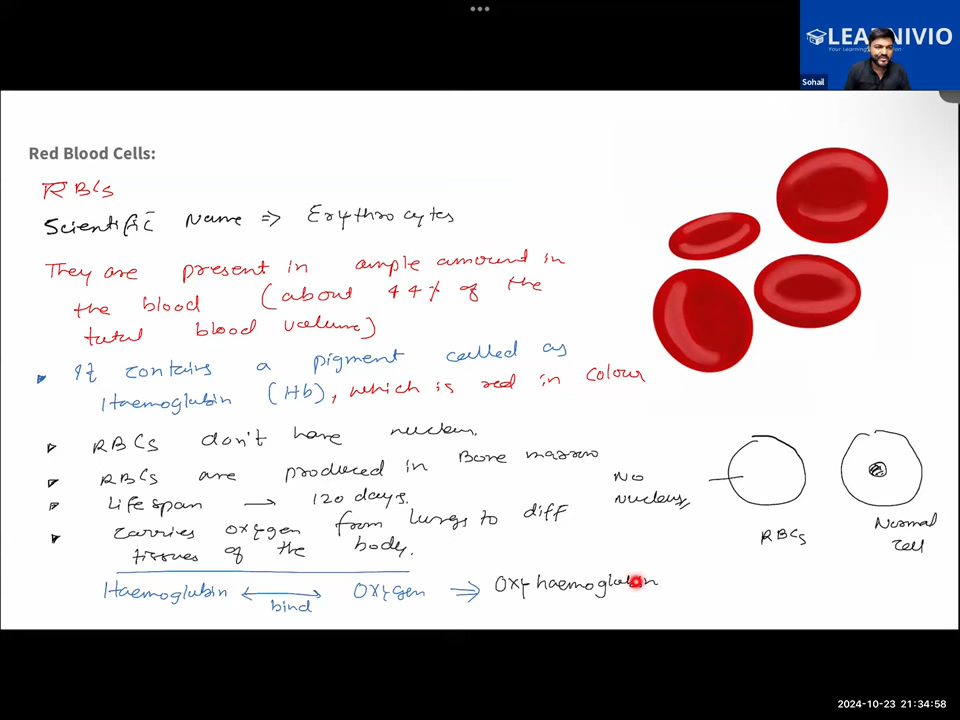 LEARNIVIO
Sohail
Red Blood Cells:
RBCs
Scientific Name ⇒ Erythrocytes
They are present in ample amount in
the blood (about 44% of the
total blood volume)
It contains a pigment called as
Haemoglubin (Hb), which is red in colour
RBCs don't have nucleus.
RBCs are produced in Bone marrow
Life span → 120 days.
Carries oxygen from lungs to diff
tissues of the body.
No
nucleus
RBCs
Normal
Cell
Haemoglubin ⟷ Oxygen ⇒ Oxyhaemoglubin
bind
2024-10-23 21:34:58